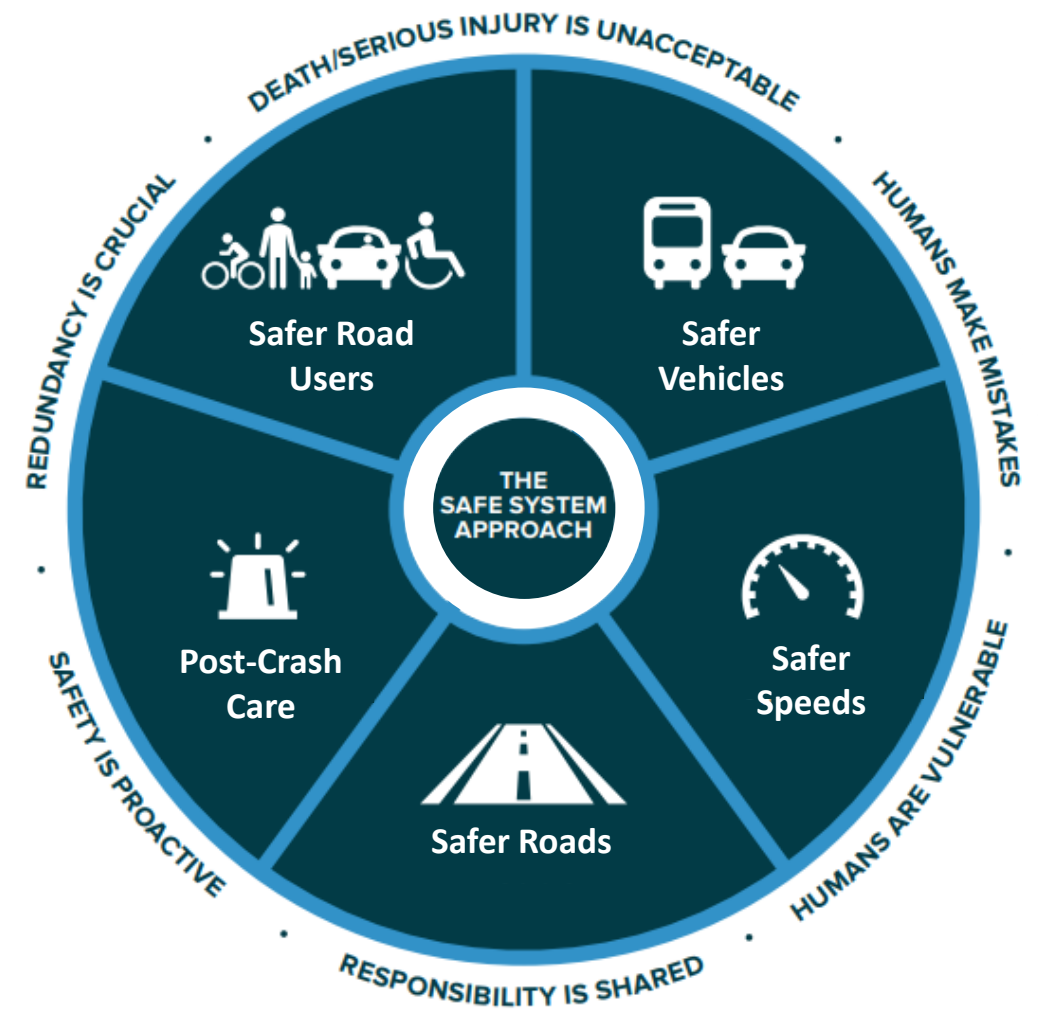 DEATH/SERIOUS INJURY IS UNACCEPTABLE
HUMANS MAKE MISTAKES
HUMANS ARE VULNERABLE
RESPONSIBILITY IS SHARED
SAFETY IS PROACTIVE
REDUNDANCY IS CRUCIAL
Safer Road
Users
Safer
Vehicles
THE
SAFE SYSTEM
APPROACH
Post-Crash
Care
Safer
Speeds
Safer Roads